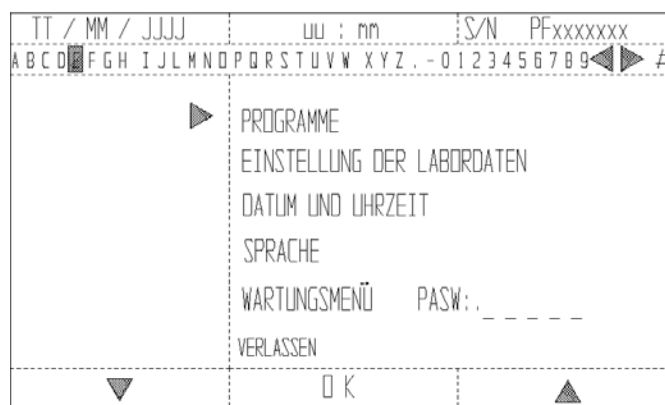 TT / MM / JJJJ uu : mm S/N PFxxxxxxx
A B C D E F G H I J L M N O P Q R S T U V W X Y Z . - 0 1 2 3 4 5 6 7 8 9 #
PROGRAMME
EINSTELLUNG DER LABORDATEN
DATUM UND UHRZEIT
SPRACHE
WARTUNGSMENÜ PASW:. _ _ _ _ _
VERLASSEN
OK